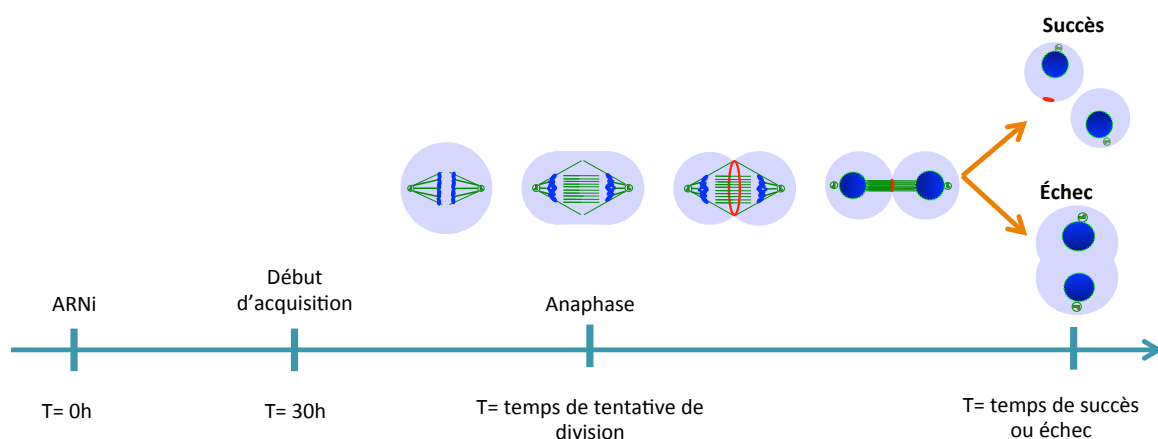 Succès
Échec
ARNi
Début
d'acquisition
Anaphase
T= 0h
T= 30h
T= temps de tentative de
division
T= temps de succès
ou échec